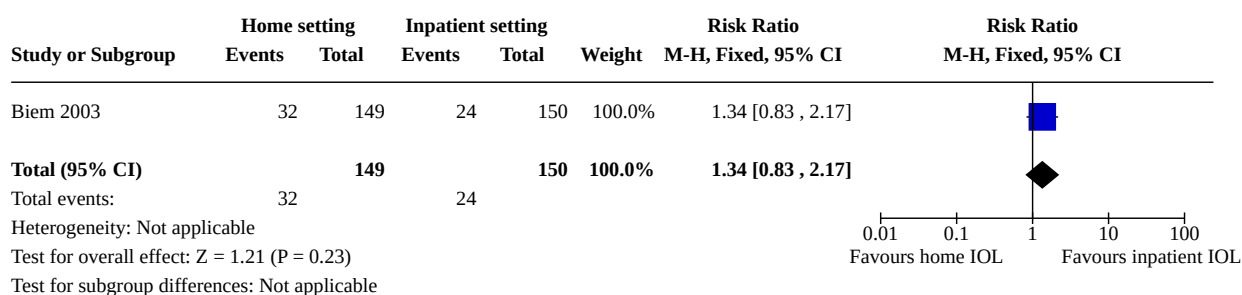 Home setting Inpatient setting Risk Ratio Risk Ratio
Study or Subgroup Events Total Events Total Weight M-H, Fixed, 95% CI M-H, Fixed, 95% CI
Biem 2003 32 149 24 150 100.0% 1.34 [0.83 , 2.17]
Total (95% CI) 149 150 100.0% 1.34 [0.83 , 2.17]
Total events: 32 24
Heterogeneity: Not applicable
0.01 0.1 1 10 100
Test for overall effect: Z = 1.21 (P = 0.23) Favours home IOL Favours inpatient IOL
Test for subgroup differences: Not applicable